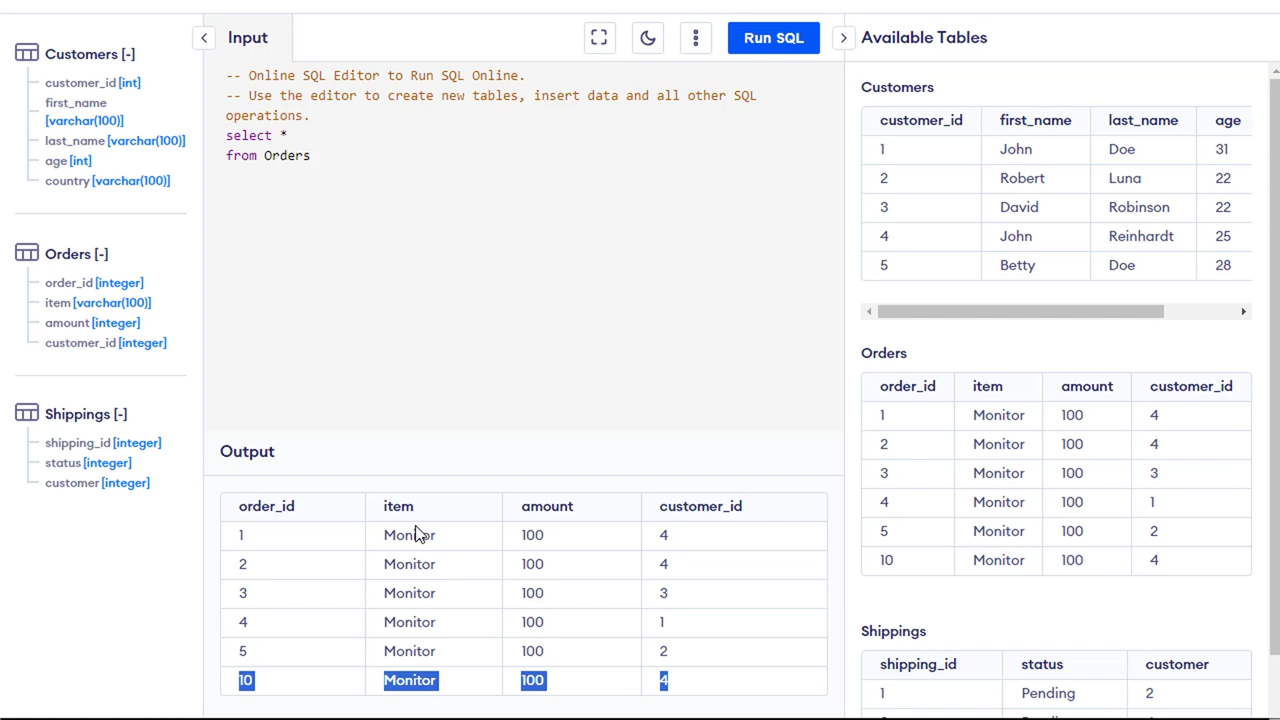 Customers [-]
customer_id [int]
first_name
[varchar(100)]
last_name [varchar(100)]
age [int]
country [varchar(100)]
Orders [-]
order_id [integer]
item [varchar(100)]
amount [integer]
customer_id [integer]
Shippings [-]
shipping_id [integer]
status [integer]
customer [integer]
Input
Run SQL
-- Online SQL Editor to Run SQL Online.
-- Use the editor to create new tables, insert data and all other SQL
operations.
select *
from Orders
Output
order_id item amount customer_id
1 Monitor 100 4
2 Monitor 100 4
3 Monitor 100 3
4 Monitor 100 1
5 Monitor 100 2
10 Monitor 100 4
Available Tables
Customers
customer_id first_name last_name age
1 John Doe 31
2 Robert Luna 22
3 David Robinson 22
4 John Reinhardt 25
5 Betty Doe 28
Orders
order_id item amount customer_id
1 Monitor 100 4
2 Monitor 100 4
3 Monitor 100 3
4 Monitor 100 1
5 Monitor 100 2
10 Monitor 100 4
Shippings
shipping_id status customer
1 Pending 2